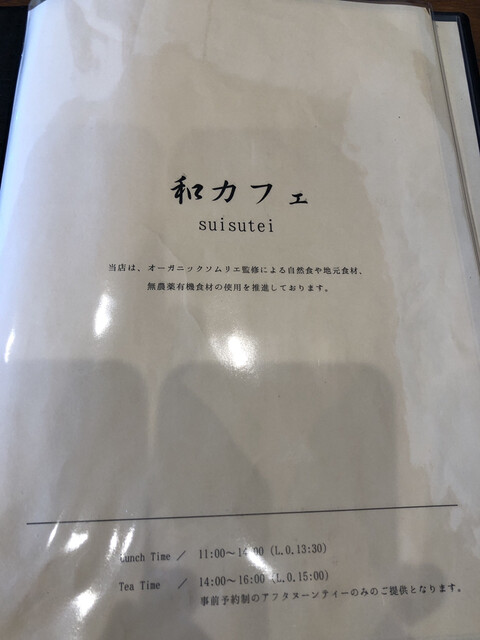 和カフェ
suisutei
当店は、オーガニックソムリエ監修による自然食や地元食材、
無農薬有機食材の使用を推進しております。
Lunch Time / 11:00～14:00 (L.O.13:30)
Tea Time / 14:00～16:00 (L.O.15:00)
事前予約制のアフタヌーンティーのみのご提供となります。